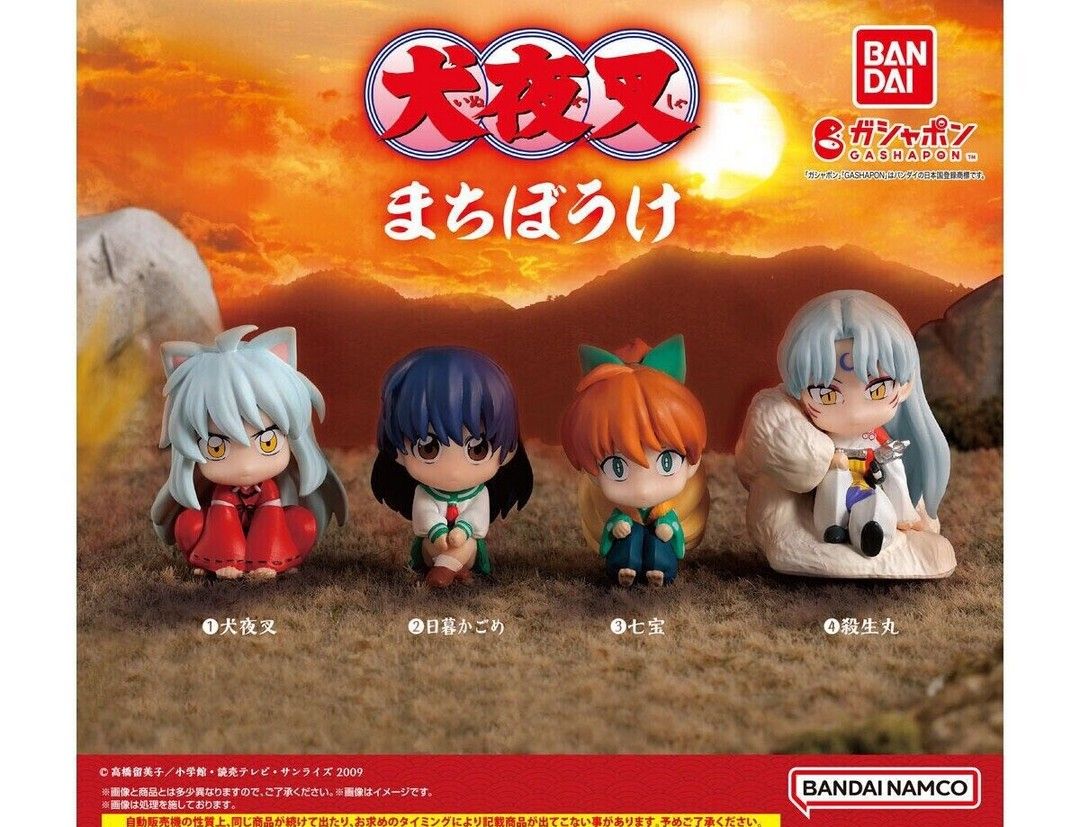 犬夜叉
いぬやしゃ
まちぼうけ
BAN
DAI
ガシャポン
GASHAPON™
「ガシャポン」「GASHAPON」はバンダイの日本国登録商標です。
❶犬夜叉
❷日暮かごめ
❸七宝
❹殺生丸
© 高橋留美子／小学館・読売テレビ・サンライズ 2009
※画像と商品とは多少異なりますので、ご了承ください。※画像はイメージです。
※画像は処理を施しております。
BANDAI NAMCO
自動販売機の性質上、同じ商品が続けて出たり、お求めのタイミングにより記載商品が出てこない事があります。予めご了承ください。